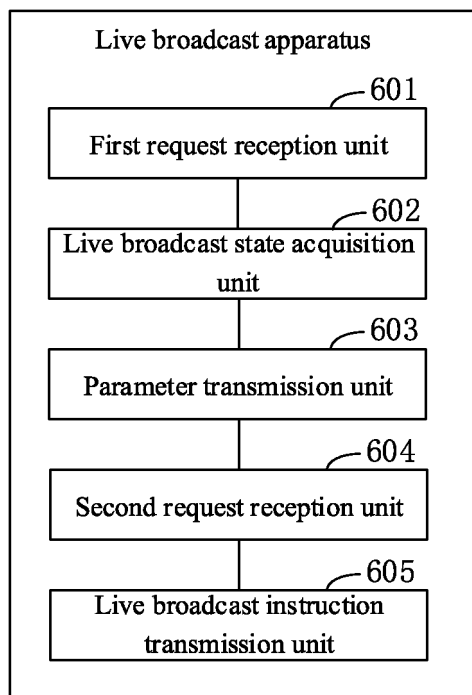 Live broadcast apparatus
601
First request reception unit
602
Live broadcast state acquisition
unit
603
Parameter transmission unit
604
Second request reception unit
605
Live broadcast instruction
transmission unit